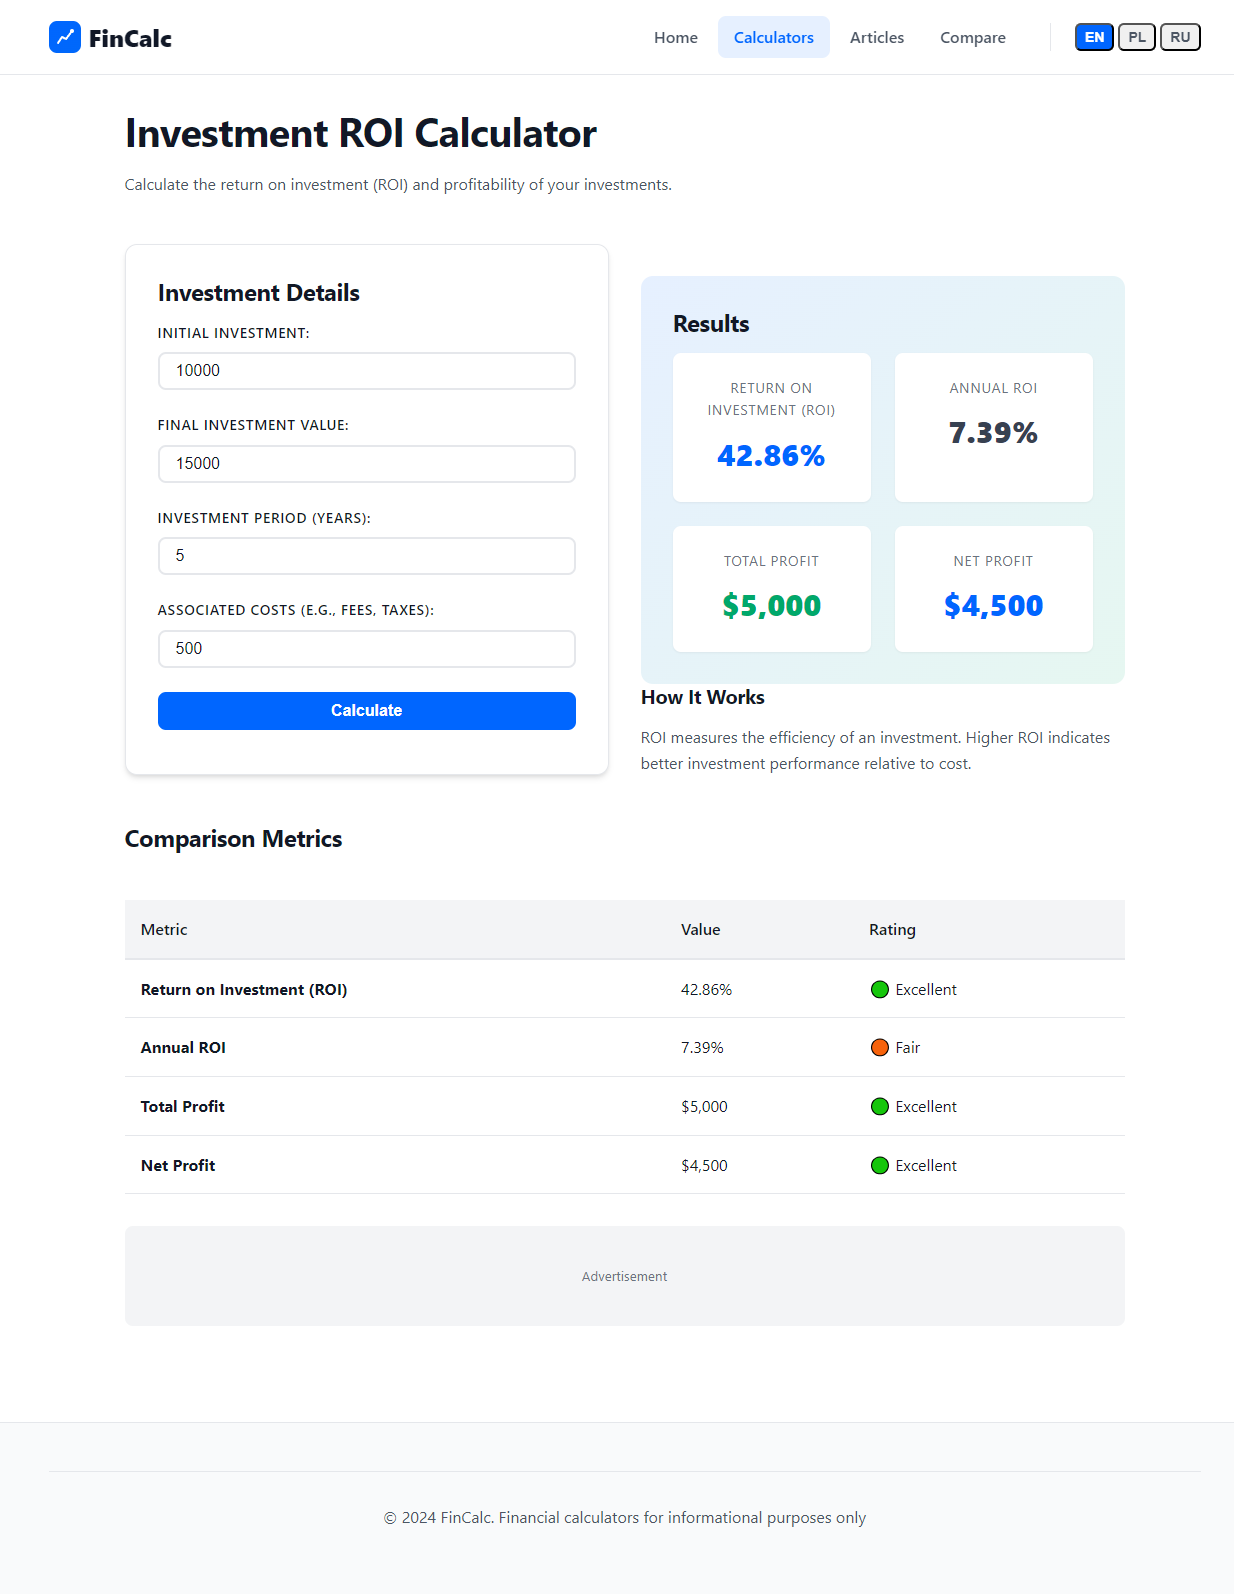 FinCalc
Home
Calculators
Articles
Compare
EN
PL
RU
Investment ROI Calculator
Calculate the return on investment (ROI) and profitability of your investments.
Investment Details
INITIAL INVESTMENT:
10000
FINAL INVESTMENT VALUE:
15000
INVESTMENT PERIOD (YEARS):
5
ASSOCIATED COSTS (E.G., FEES, TAXES):
500
Calculate
Results
RETURN ON
INVESTMENT (ROI)
42.86%
ANNUAL ROI
7.39%
TOTAL PROFIT
$5,000
NET PROFIT
$4,500
How It Works
ROI measures the efficiency of an investment. Higher ROI indicates
better investment performance relative to cost.
Comparison Metrics
Metric Value Rating
Return on Investment (ROI) 42.86% Excellent
Annual ROI 7.39% Fair
Total Profit $5,000 Excellent
Net Profit $4,500 Excellent
Advertisement
© 2024 FinCalc. Financial calculators for informational purposes only